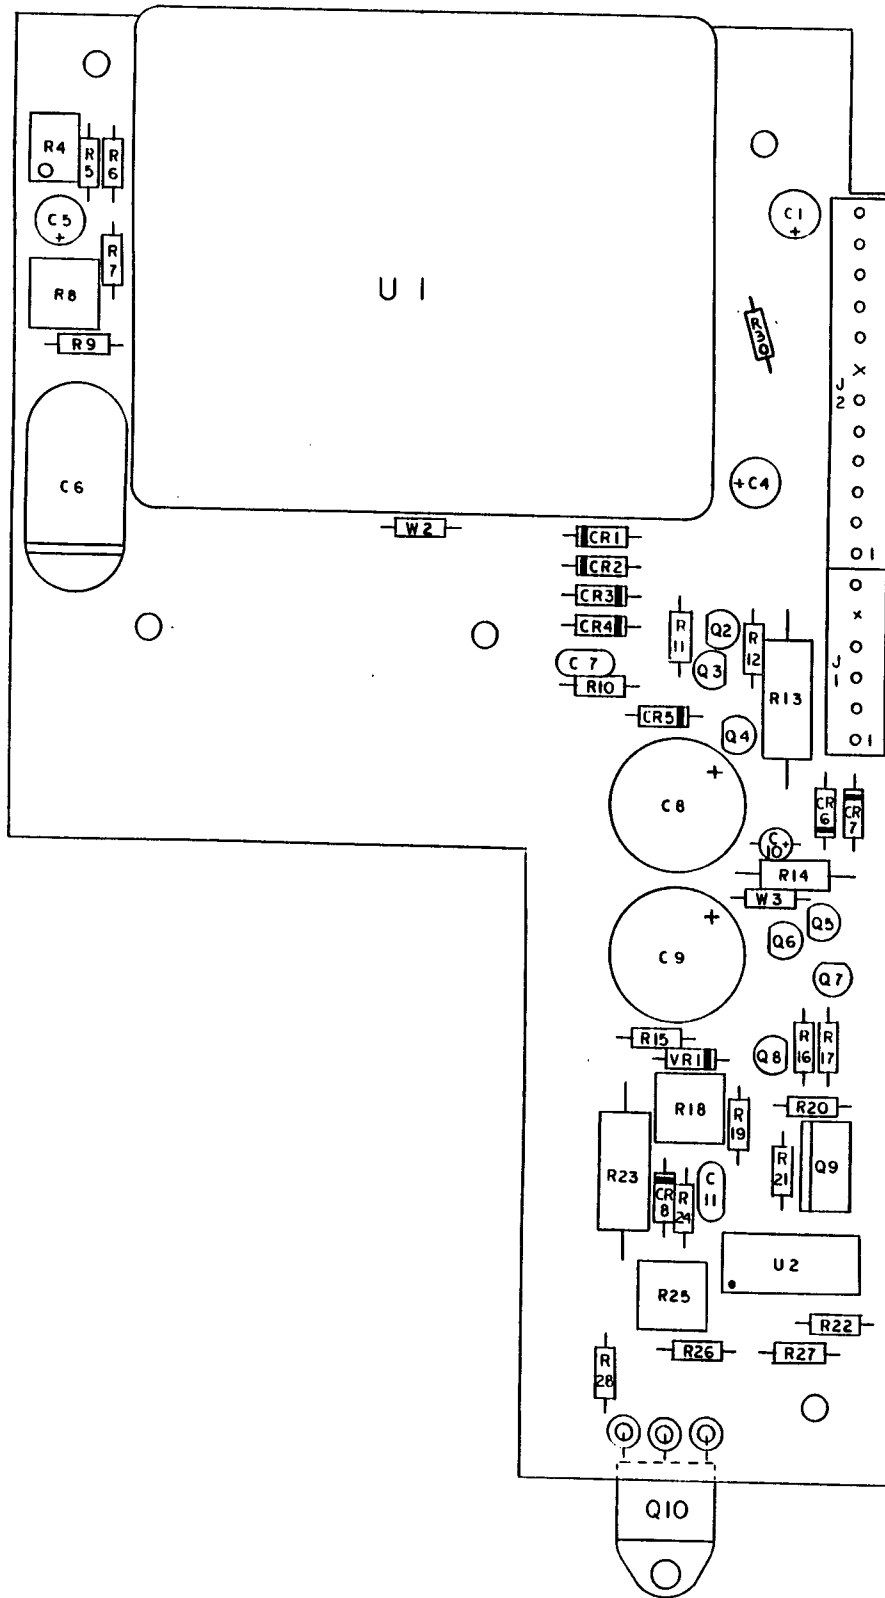 R4
R5
R6
C5
+
R7
R8
R9
C6
U1
C1
+
R30
J2
+C4
1
W2
CR1
CR2
CR3
CR4
C7
R10
R11
Q2
Q3
R12
R13
J1
1
CR5
Q4
+
C8
CR6
CR7
C10+
R14
W3
+
C9
Q5
Q6
Q7
R15
VR1
Q8
R16
R17
R18
R19
R20
R21
Q9
R23
CR8
R24
C11
U2
R25
R22
R26
R27
R28
Q10